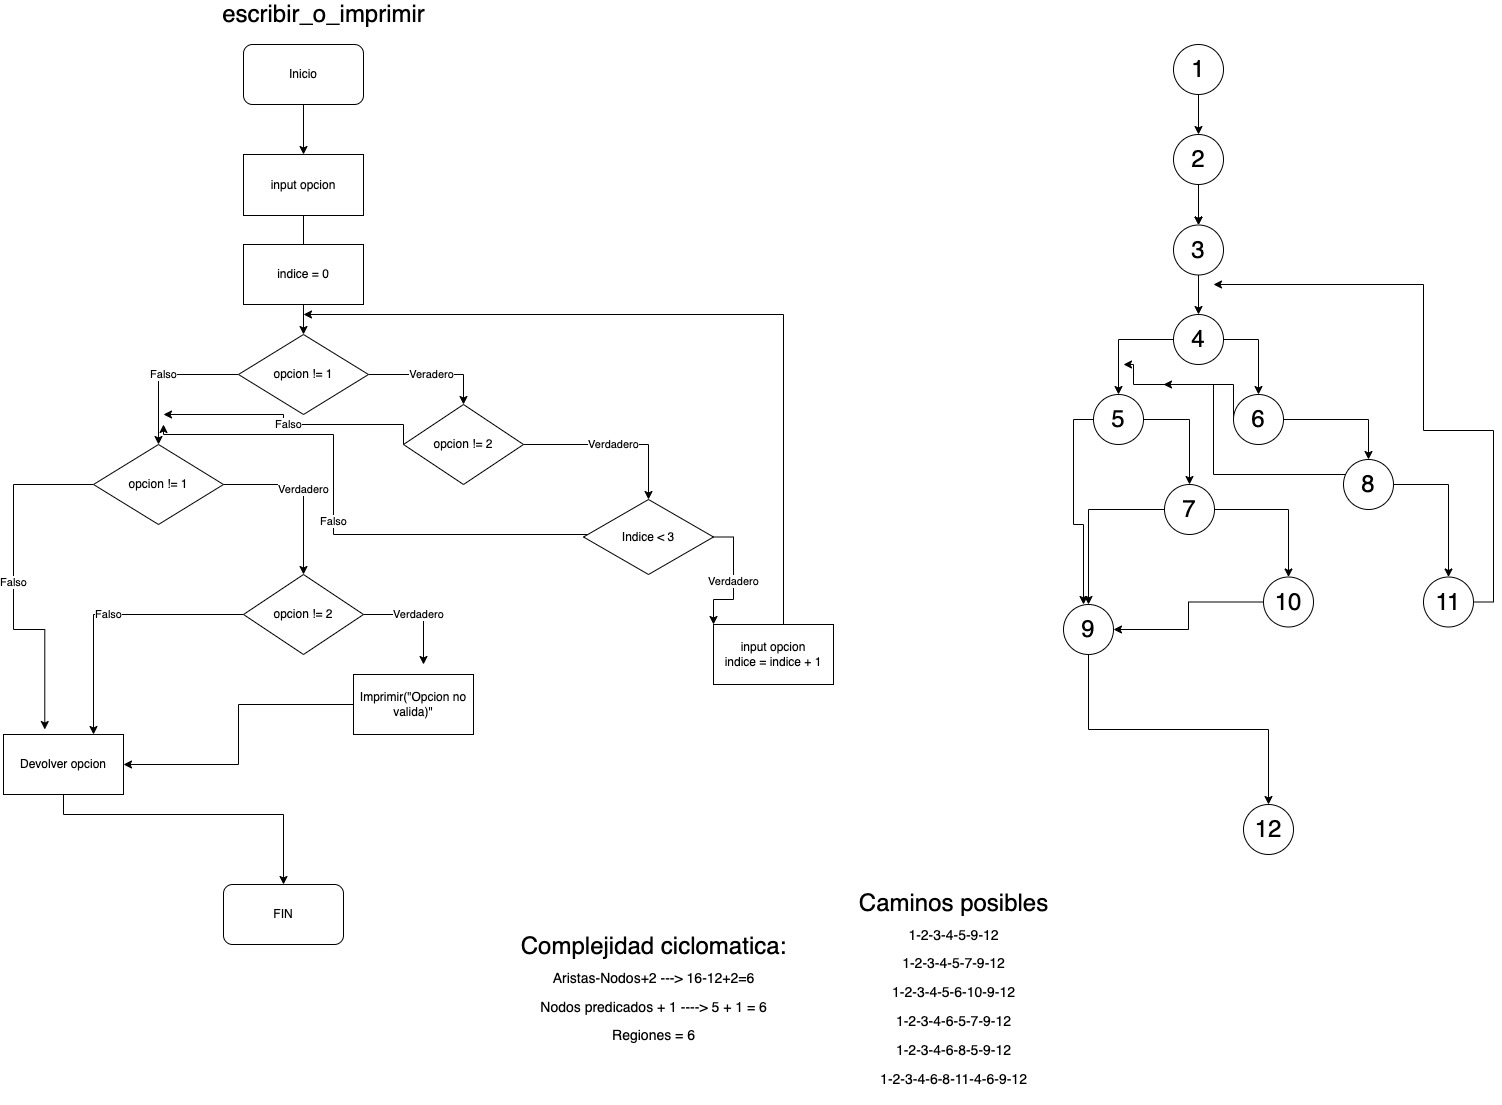 escribir_o_imprimir
Inicio
input opcion
indice = 0
opcion != 1
Falso
Veradero
opcion != 2
Falso
Verdadero
opcion != 1
Verdadero
Falso
Indice < 3
Falso
Verdadero
opcion != 2
Falso
Verdadero
input opcion
indice = indice + 1
Imprimir("Opcion no
valida)"
Devolver opcion
FIN
1
2
3
4
5
6
7
8
9
10
11
12
Complejidad ciclomatica:
Aristas-Nodos+2 ---> 16-12+2=6
Nodos predicados + 1 ----> 5 + 1 = 6
Regiones = 6
Caminos posibles
1-2-3-4-5-9-12
1-2-3-4-5-7-9-12
1-2-3-4-5-6-10-9-12
1-2-3-4-6-5-7-9-12
1-2-3-4-6-8-5-9-12
1-2-3-4-6-8-11-4-6-9-12